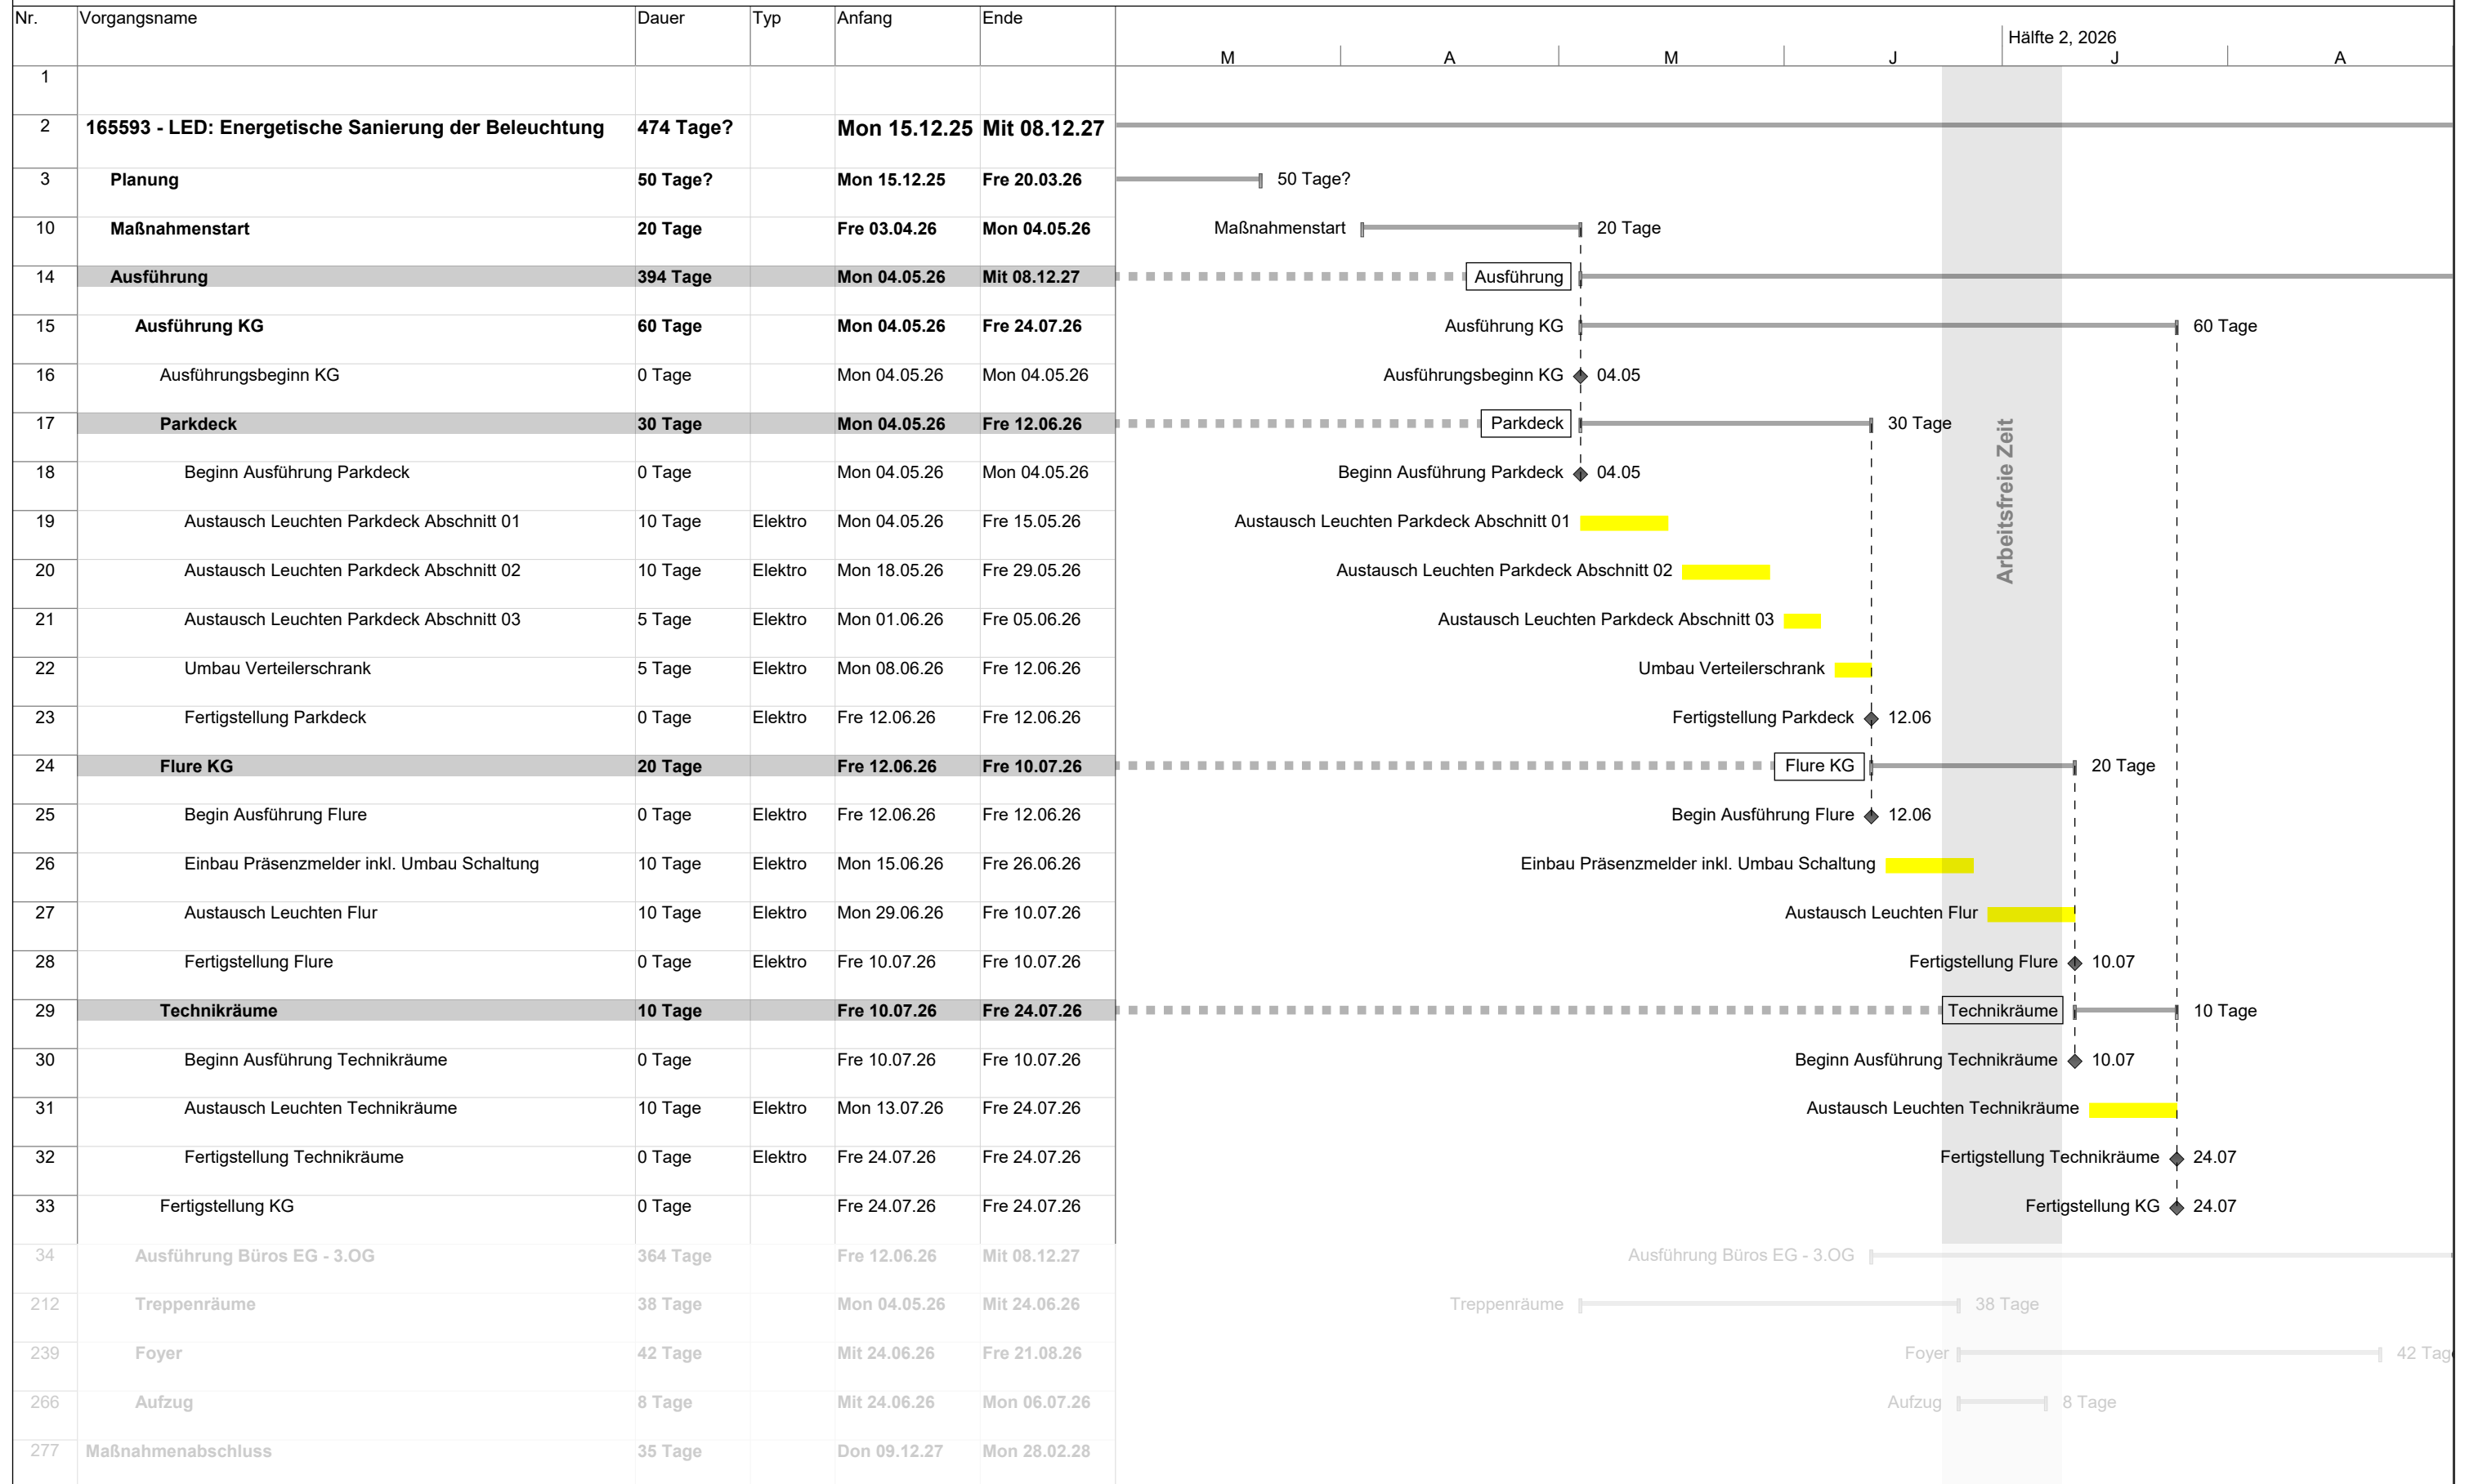 Nr. Vorgangsname Dauer Typ Anfang Ende
Hälfte 2, 2026
M A M J J A
1
2 165593 - LED: Energetische Sanierung der Beleuchtung 474 Tage? Mon 15.12.25 Mit 08.12.27
3 Planung 50 Tage? Mon 15.12.25 Fre 20.03.26 50 Tage?
10 Maßnahmenstart 20 Tage Fre 03.04.26 Mon 04.05.26 Maßnahmenstart 20 Tage
14 Ausführung 394 Tage Mon 04.05.26 Mit 08.12.27 Ausführung
15 Ausführung KG 60 Tage Mon 04.05.26 Fre 24.07.26 Ausführung KG 60 Tage
16 Ausführungsbeginn KG 0 Tage Mon 04.05.26 Mon 04.05.26 Ausführungsbeginn KG 04.05
17 Parkdeck 30 Tage Mon 04.05.26 Fre 12.06.26 Parkdeck 30 Tage
Arbeitsfreie Zeit
18 Beginn Ausführung Parkdeck 0 Tage Mon 04.05.26 Mon 04.05.26 Beginn Ausführung Parkdeck 04.05
19 Austausch Leuchten Parkdeck Abschnitt 01 10 Tage Elektro Mon 04.05.26 Fre 15.05.26 Austausch Leuchten Parkdeck Abschnitt 01
20 Austausch Leuchten Parkdeck Abschnitt 02 10 Tage Elektro Mon 18.05.26 Fre 29.05.26 Austausch Leuchten Parkdeck Abschnitt 02
21 Austausch Leuchten Parkdeck Abschnitt 03 5 Tage Elektro Mon 01.06.26 Fre 05.06.26 Austausch Leuchten Parkdeck Abschnitt 03
22 Umbau Verteilerschrank 5 Tage Elektro Mon 08.06.26 Fre 12.06.26 Umbau Verteilerschrank
23 Fertigstellung Parkdeck 0 Tage Elektro Fre 12.06.26 Fre 12.06.26 Fertigstellung Parkdeck 12.06
24 Flure KG 20 Tage Fre 12.06.26 Fre 10.07.26 Flure KG 20 Tage
25 Begin Ausführung Flure 0 Tage Elektro Fre 12.06.26 Fre 12.06.26 Begin Ausführung Flure 12.06
26 Einbau Präsenzmelder inkl. Umbau Schaltung 10 Tage Elektro Mon 15.06.26 Fre 26.06.26 Einbau Präsenzmelder inkl. Umbau Schaltung
27 Austausch Leuchten Flur 10 Tage Elektro Mon 29.06.26 Fre 10.07.26 Austausch Leuchten Flur
28 Fertigstellung Flure 0 Tage Elektro Fre 10.07.26 Fre 10.07.26 Fertigstellung Flure 10.07
29 Technikräume 10 Tage Fre 10.07.26 Fre 24.07.26 Technikräume 10 Tage
30 Beginn Ausführung Technikräume 0 Tage Fre 10.07.26 Fre 10.07.26 Beginn Ausführung Technikräume 10.07
31 Austausch Leuchten Technikräume 10 Tage Elektro Mon 13.07.26 Fre 24.07.26 Austausch Leuchten Technikräume
32 Fertigstellung Technikräume 0 Tage Elektro Fre 24.07.26 Fre 24.07.26 Fertigstellung Technikräume 24.07
33 Fertigstellung KG 0 Tage Fre 24.07.26 Fre 24.07.26 Fertigstellung KG 24.07
34 Ausführung Büros EG - 3.OG 364 Tage Fre 12.06.26 Mit 08.12.27 Ausführung Büros EG - 3.OG
212 Treppenräume 38 Tage Mon 04.05.26 Mit 24.06.26 Treppenräume 38 Tage
239 Foyer 42 Tage Mit 24.06.26 Fre 21.08.26 Foyer 42 Tag
266 Aufzug 8 Tage Mit 24.06.26 Mon 06.07.26 Aufzug 8 Tage
277 Maßnahmenabschluss 35 Tage Don 09.12.27 Mon 28.02.28